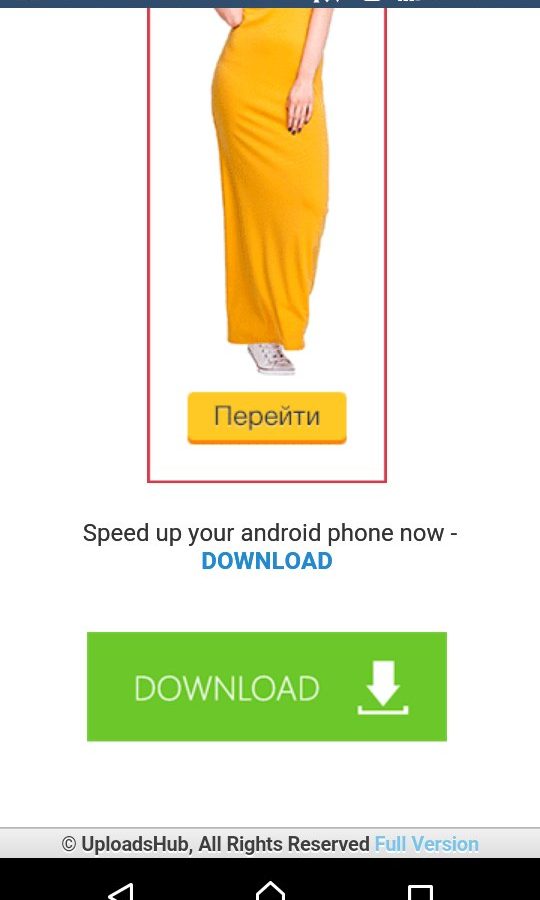 Перейти
Speed up your android phone now -
DOWNLOAD
DOWNLOAD
© UploadsHub, All Rights Reserved Full Version